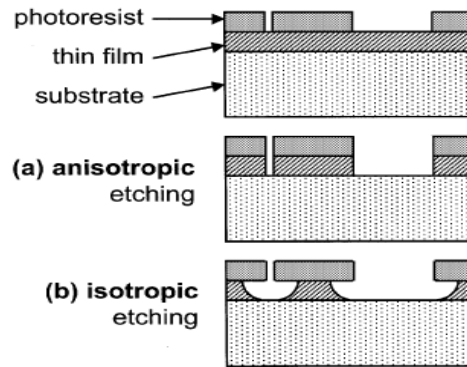 photoresist
thin film
substrate
(a) anisotropic
etching
(b) isotropic
etching